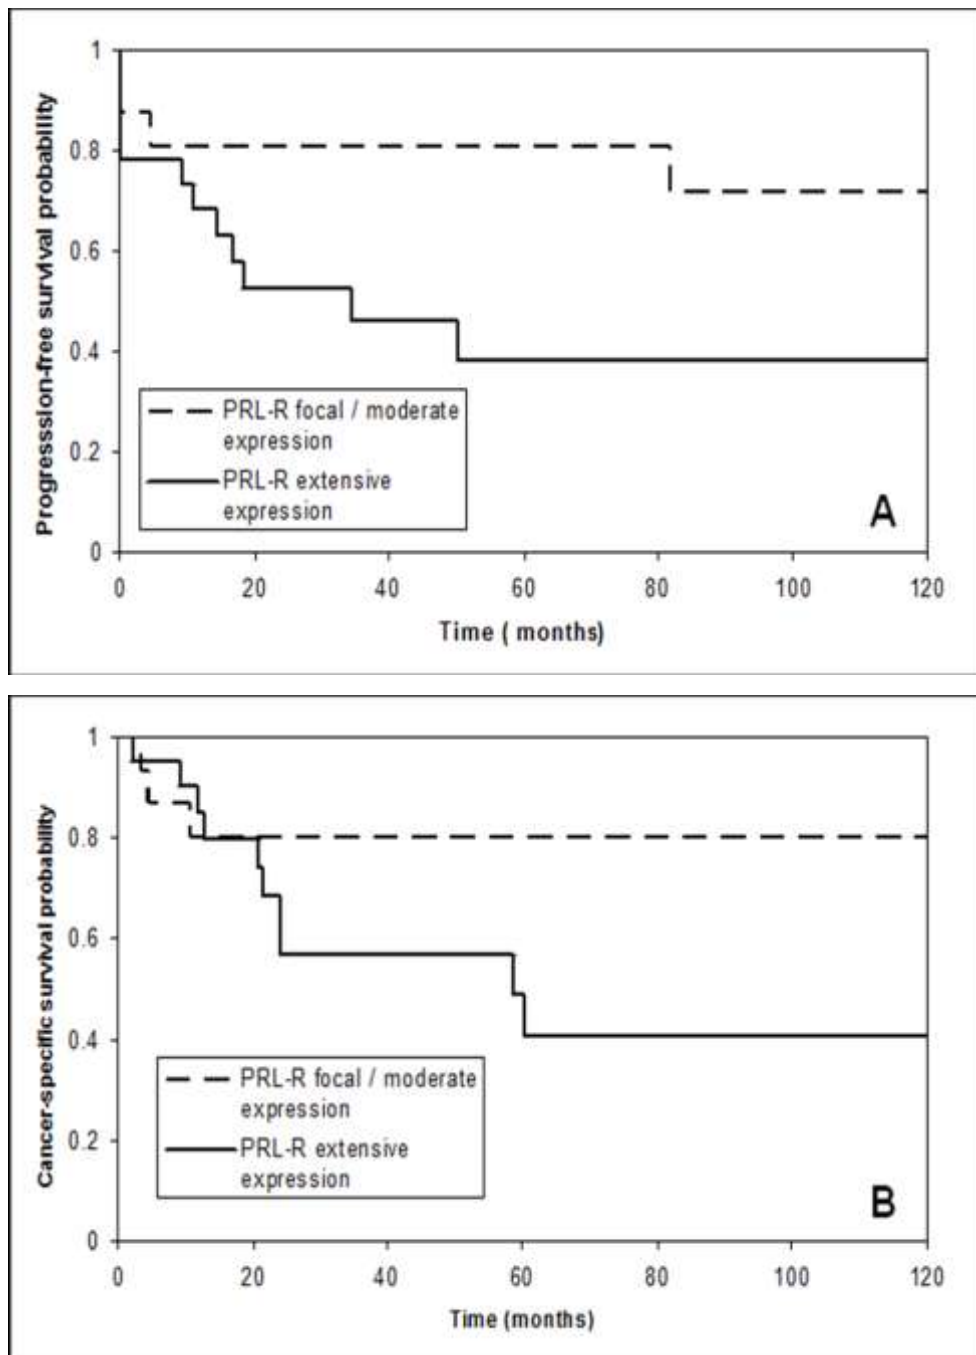 Progresssion-free survival probability
1
0.8
0.6
0.4
0.2
0
PRL-R focal / moderate
expression
PRL-R extensive
expression
A
0 20 40 60 80 100 120
Time ( months)
Cancer-specific survival probability
1
0.8
0.6
0.4
0.2
0
PRL-R focal / moderate
expression
PRL-R extensive
expression
B
0 20 40 60 80 100 120
Time (months)